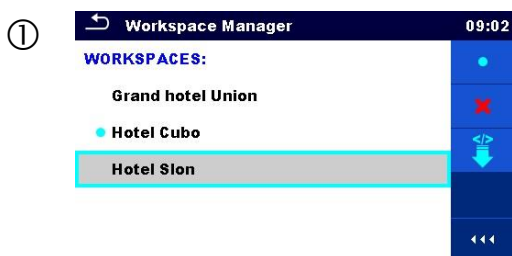 ①
Workspace Manager 09:02
WORKSPACES:
Grand hotel Union
Hotel Cubo
</>
Hotel Slon